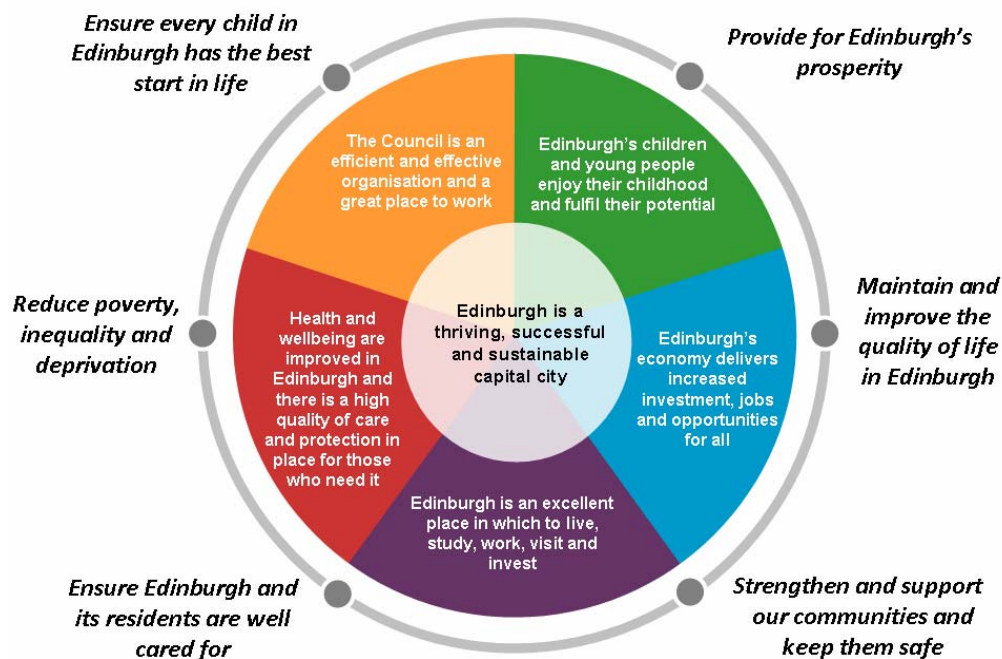 Ensure every child in
Edinburgh has the best
start in life
Provide for Edinburgh's
prosperity
The Council is an
efficient and effective
organisation and a
great place to work
Edinburgh's children
and young people
enjoy their childhood
and fulfil their potential
Reduce poverty,
inequality and
deprivation
Health and
wellbeing are
improved in
Edinburgh and
there is a high
quality of care
and protection in
place for those
who need it
Edinburgh is a
thriving, successful
and sustainable
capital city
Edinburgh's
economy delivers
increased
investment, jobs
and opportunities
for all
Maintain and
improve the
quality of life
in Edinburgh
Edinburgh is an excellent
place in which to live,
study, work, visit and
invest
Ensure Edinburgh and
its residents are well
cared for
Strengthen and support
our communities and
keep them safe